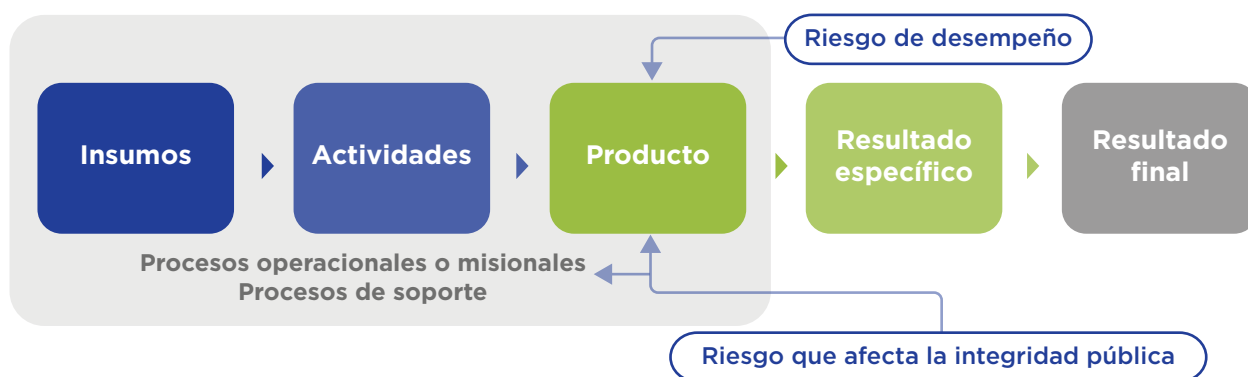 Riesgo de desempeño
Insumos
Actividades
Producto
Resultado
específico
Resultado
final
Procesos operacionales o misionales
Procesos de soporte
Riesgo que afecta la integridad pública